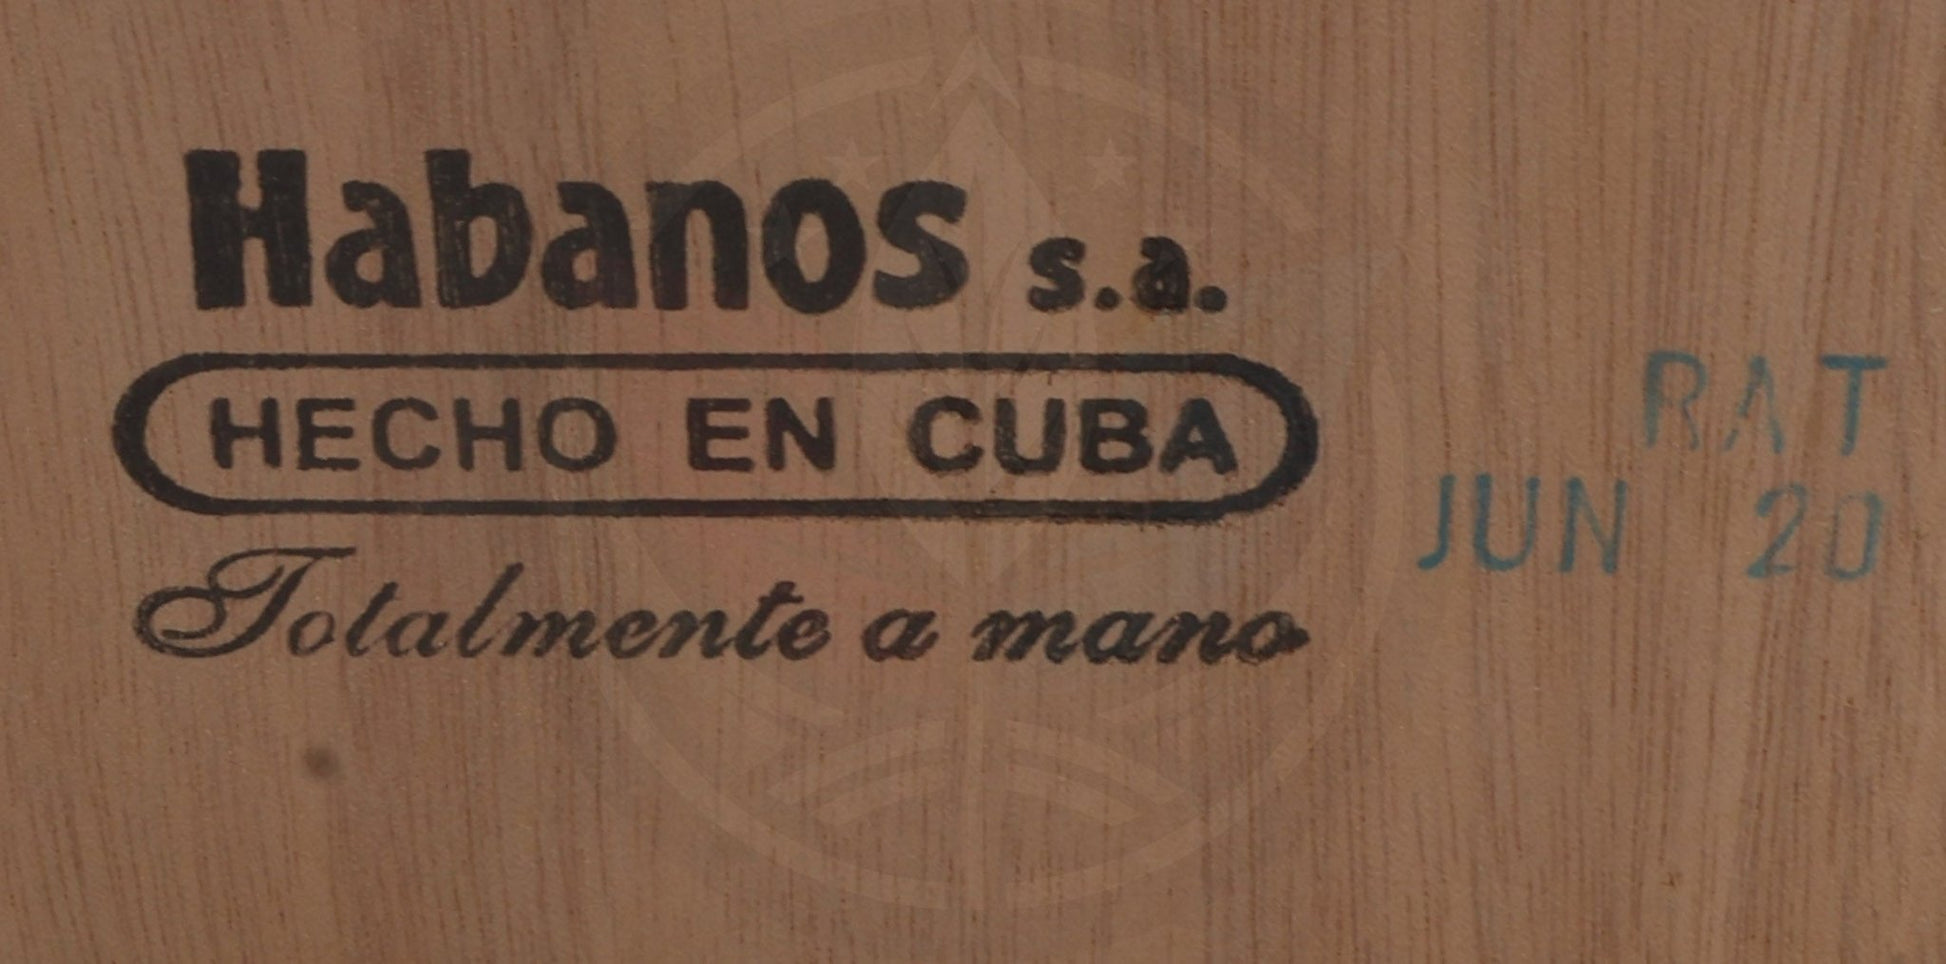 Habanos s.a.
HECHO EN CUBA
Totalmente a mano
RAT
JUN 20